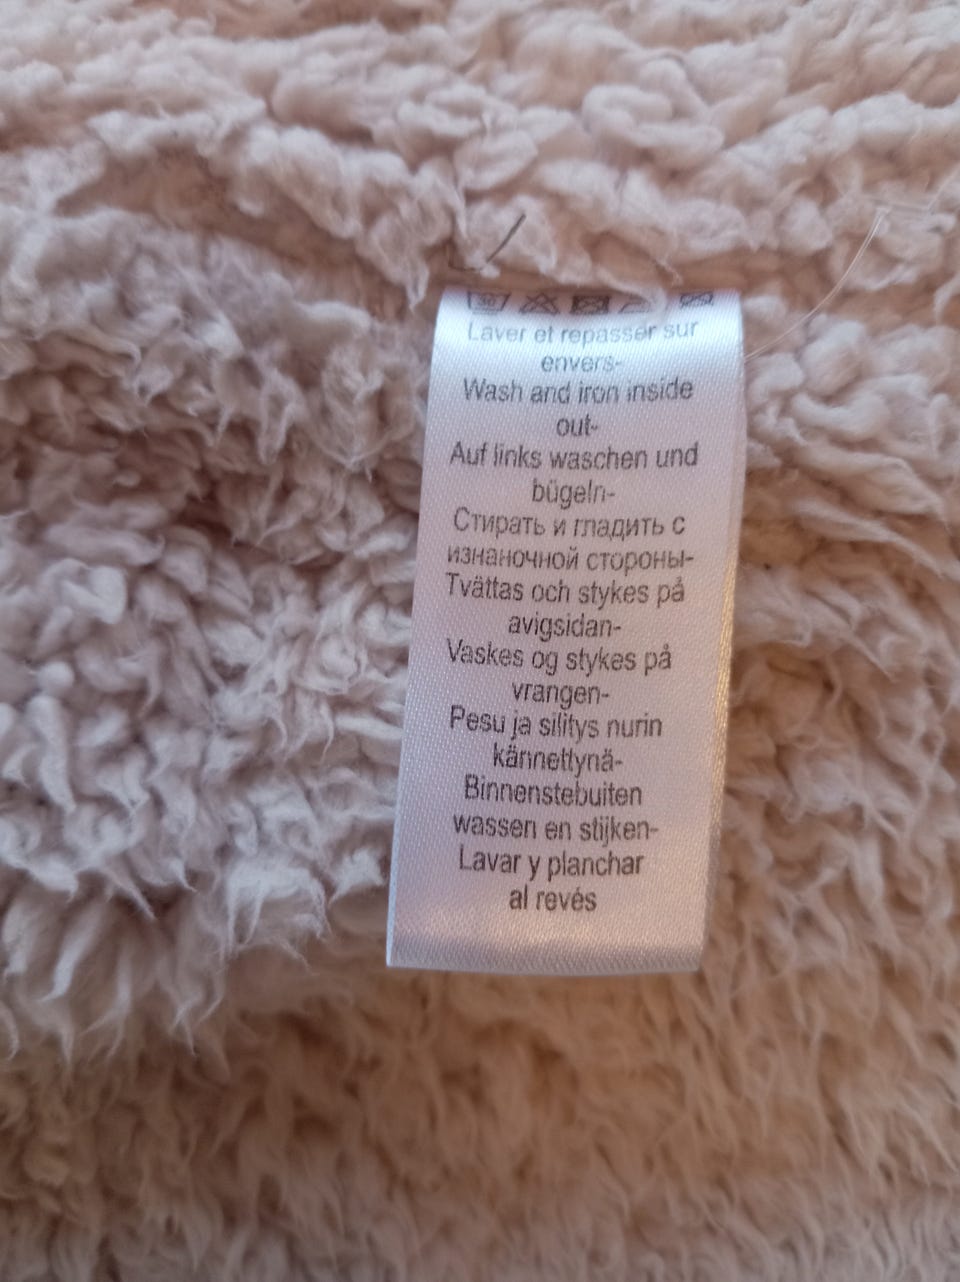 30
Laver et repasser sur
envers-
Wash and iron inside
out-
Auf links waschen und
bügeln-
Стирать и гладить с
изнаночной стороны-
Tvättas och stykes på
avigsidan-
Vaskes og stykes på
vrangen-
Pesu ja silitys nurin
kännettynä-
Binnenstebuiten
wassen en stijken-
Lavar y planchar
al revés